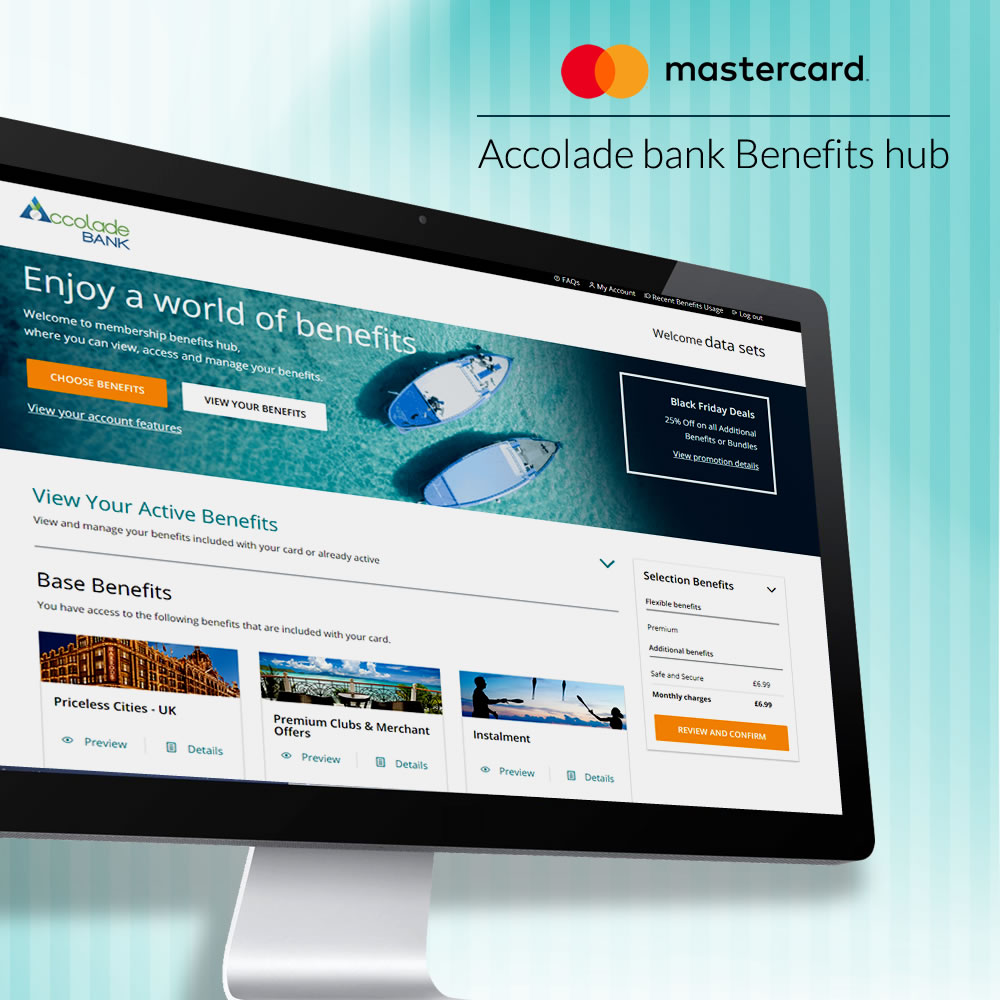 mastercard.
Accolade bank Benefits hub
Accolade
BANK
FAQs My Account Recent Benefits Usage Log out
Welcome data sets
Enjoy a world of benefits
Welcome to membership benefits hub,
where you can view, access and manage your benefits.
CHOOSE BENEFITS
VIEW YOUR BENEFITS
View your account features
Black Friday Deals
25% Off on all Additional
Benefits or Bundles
View promotion details
View Your Active Benefits
View and manage your benefits included with your card or already active
Base Benefits
You have access to the following benefits that are included with your card.
Priceless Cities - UK
Preview Details
Premium Clubs & Merchant
Offers
Preview Details
Instalment
Preview Details
Selection Benefits
Flexible benefits
Premium
Additional benefits
Safe and Secure £6.99
Monthly charges £6.99
REVIEW AND CONFIRM